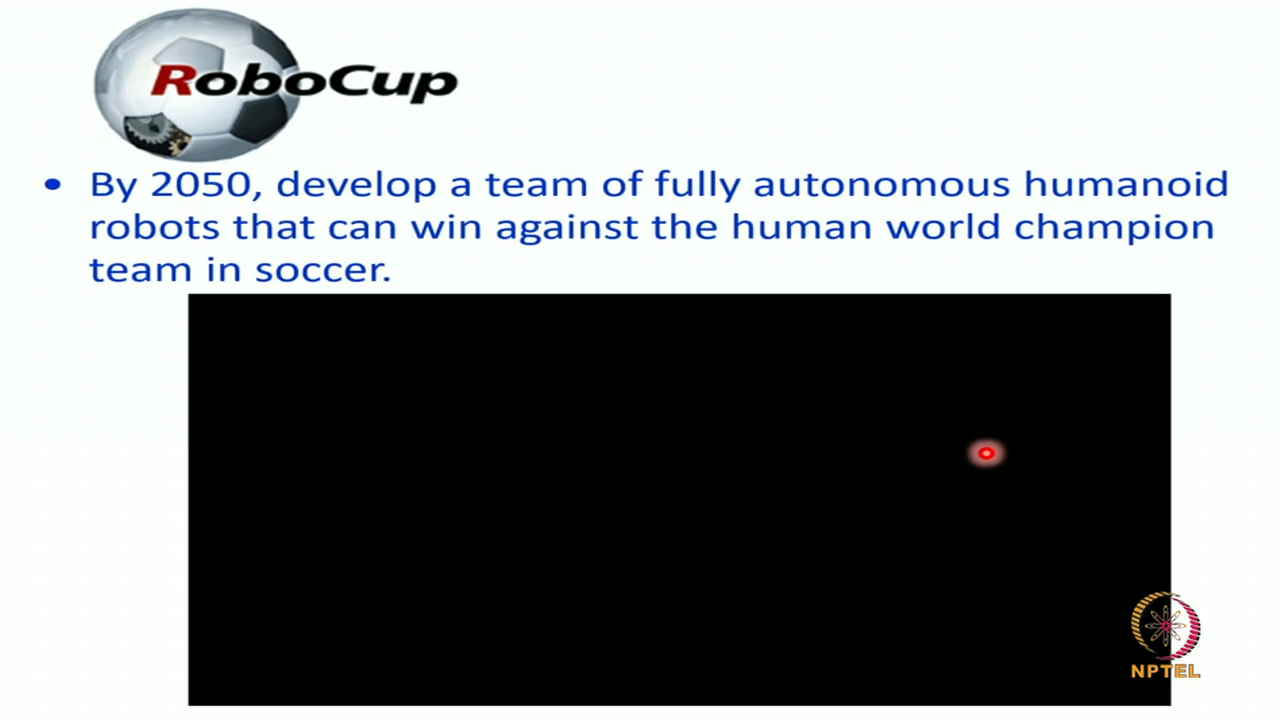 RoboCup
• By 2050, develop a team of fully autonomous humanoid
robots that can win against the human world champion
team in soccer.
NPTEL